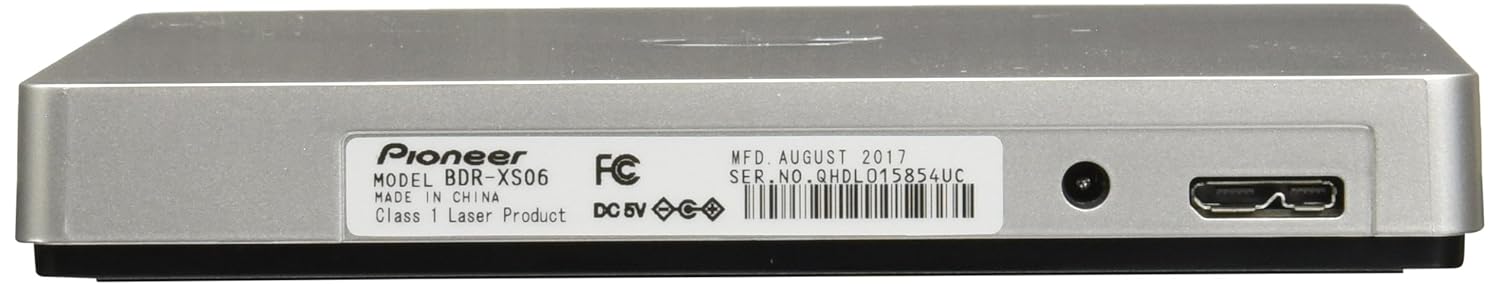 Pioneer
MODEL BDR-XS06
MADE IN CHINA
Class 1 Laser Product
FC
DC 5V
MFD. AUGUST 2017
SER.NO.QHDL015854UC